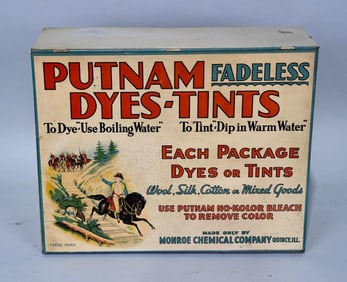 PUTNAM FADELESS
DYES-TINTS
To Dye-"Use Boiling Water" To Tint-"Dip in Warm Water"
EACH PACKAGE
DYES OR TINTS
Wool, Silk, Cotton or Mixed Goods
USE PUTNAM NO-KOLOR BLEACH
TO REMOVE COLOR
MADE ONLY BY
MONROE CHEMICAL COMPANY QUINCY, ILL.
TRADE MARK